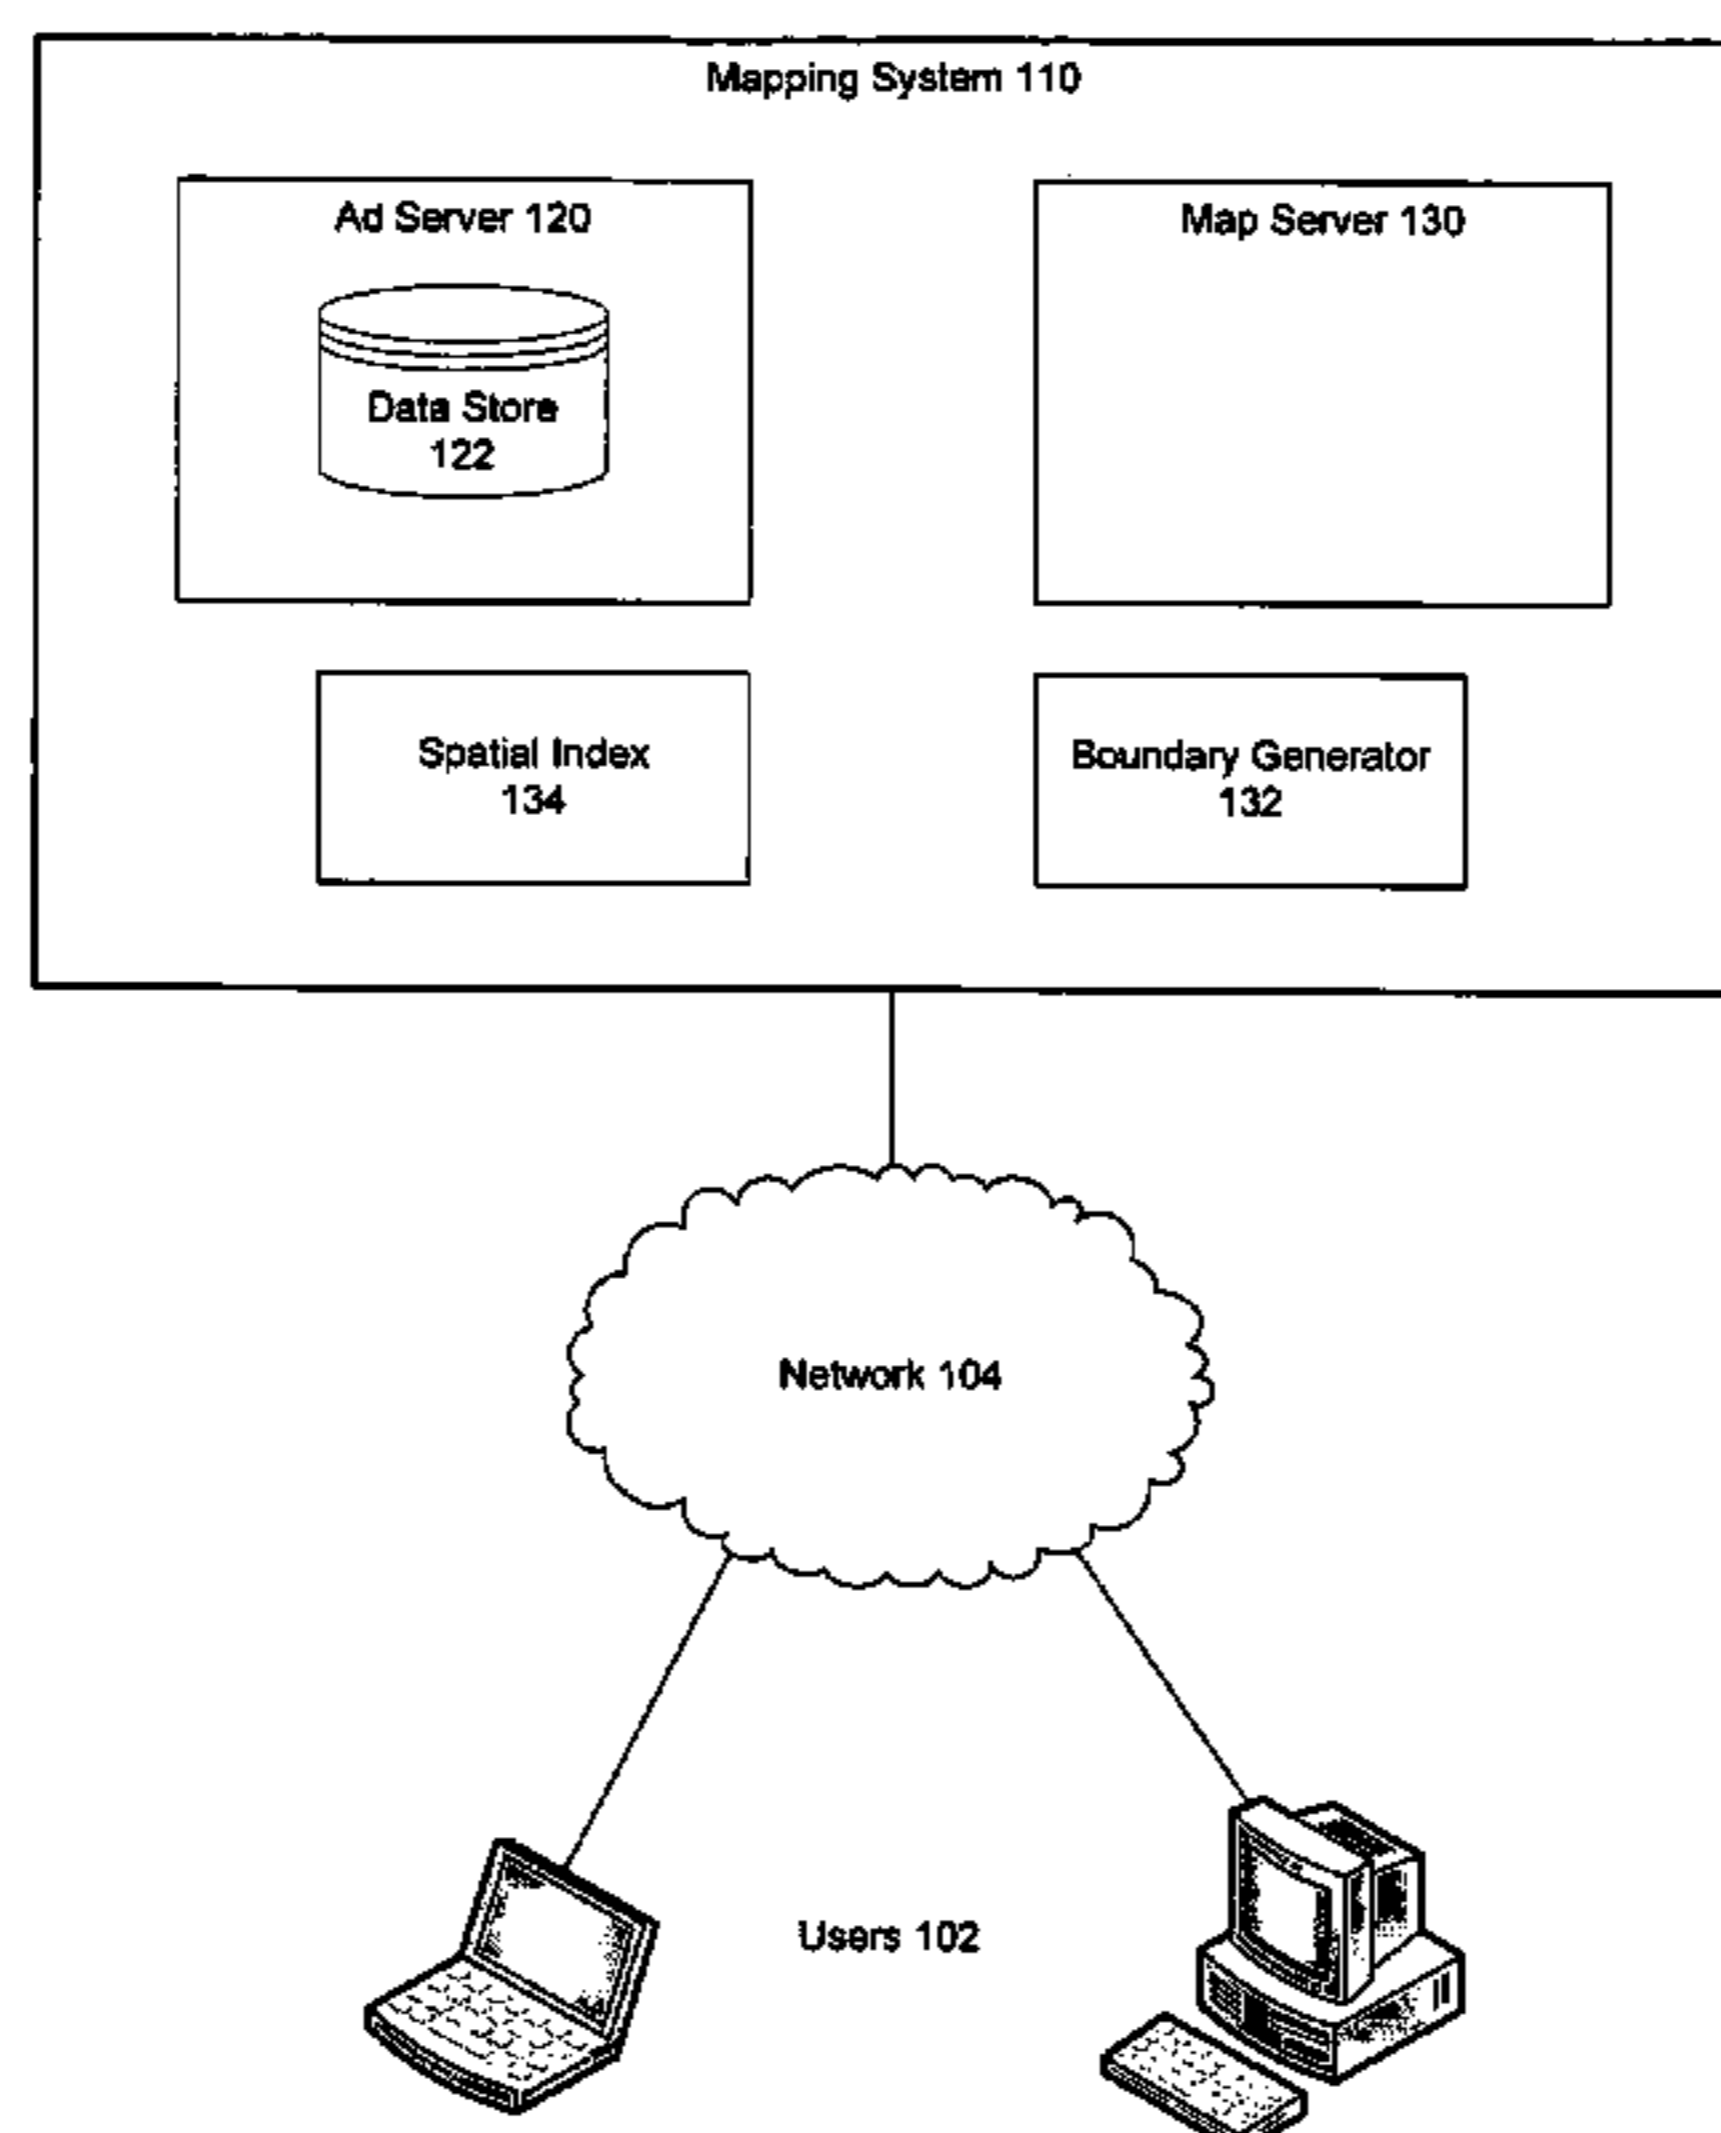 Mapping System 110
Ad Server 120
Map Server 130
Data Store
122
Spatial Index
134
Boundary Generator
132
Network 104
Users 102